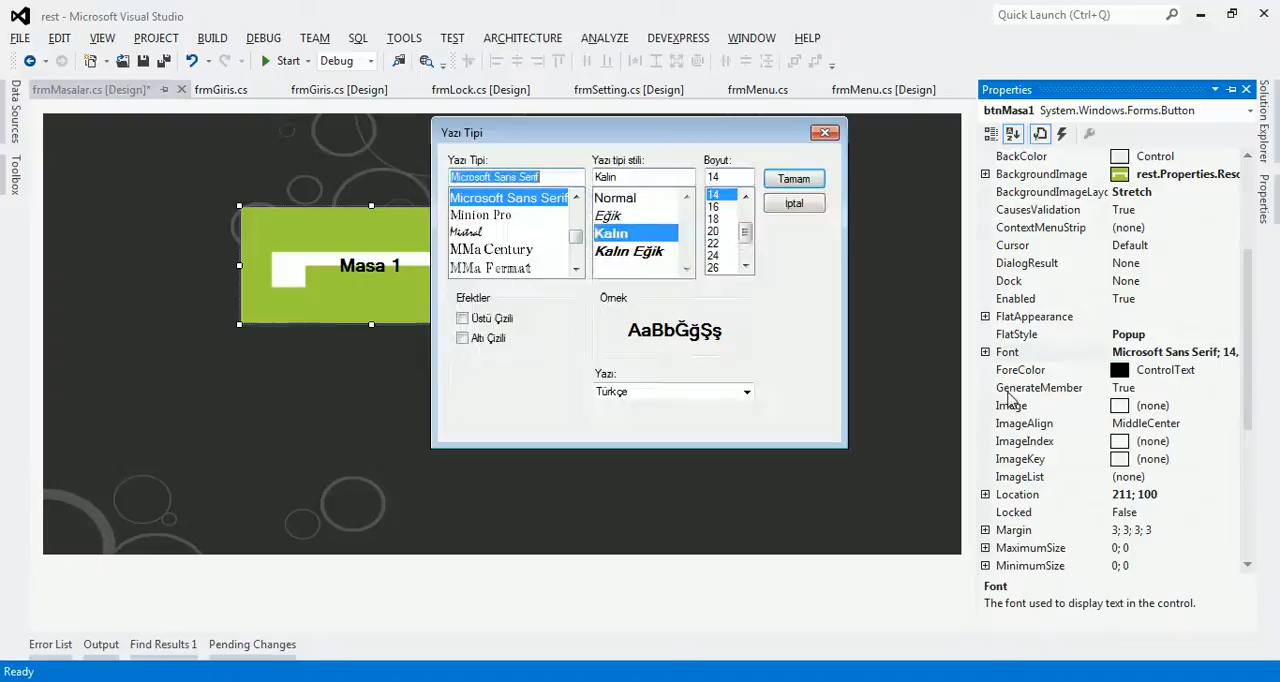 rest - Microsoft Visual Studio
Quick Launch (Ctrl+Q)
FILE EDIT VIEW PROJECT BUILD DEBUG TEAM SQL TOOLS TEST ARCHITECTURE ANALYZE DEVEXPRESS WINDOW HELP
Start Debug
Data Sources
Toolbox
frmMasalar.cs [Design]* frmGiris.cs frmGiris.cs [Design] frmLock.cs [Design] frmSetting.cs [Design] frmMenu.cs frmMenu.cs [Design]
Masa 1
Yazı Tipi
Yazı Tipi: Yazı tipi stili: Boyut:
Microsoft Sans Serif Kalın 14
Tamam
İptal
Microsoft Sans Serif
Minion Pro
Mistral
MMa Century
MMa Fermat
Normal
Eğik
Kalın
Kalın Eğik
14
16
18
20
22
24
26
Efektler
Üstü Çizili
Altı Çizili
Örnek
AaBbĞğŞş
Yazı:
Türkçe
Properties
btnMasa1 System.Windows.Forms.Button
BackColor Control
BackgroundImage rest.Properties.Reso
BackgroundImageLayo Stretch
CausesValidation True
ContextMenuStrip (none)
Cursor Default
DialogResult None
Dock None
Enabled True
FlatAppearance
FlatStyle Popup
Font Microsoft Sans Serif; 14,
ForeColor ControlText
GenerateMember True
Image (none)
ImageAlign MiddleCenter
ImageIndex (none)
ImageKey (none)
ImageList (none)
Location 211; 100
Locked False
Margin 3; 3; 3; 3
MaximumSize 0; 0
MinimumSize 0; 0
Font
The font used to display text in the control.
Solution Explorer
Properties
Error List Output Find Results 1 Pending Changes
Ready